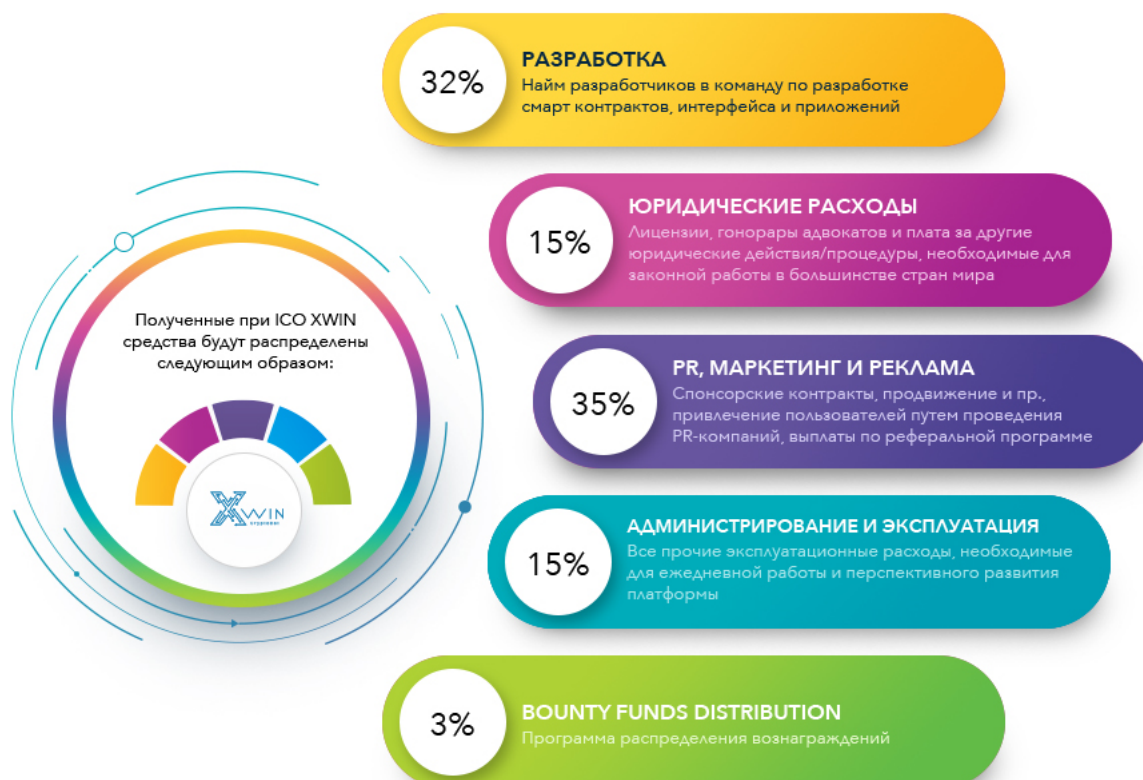 32%
РАЗРАБОТКА
Найм разработчиков в команду по разработке
смарт контрактов, интерфейса и приложений
15%
ЮРИДИЧЕСКИЕ РАСХОДЫ
Лицензии, гонорары адвокатов и плата за другие
юридические действия/процедуры, необходимые для
законной работы в большинстве стран мира
Полученные при ICO XWIN
средства будут распределены
следующим образом:
XWIN
35%
PR, МАРКЕТИНГ И РЕКЛАМА
Спонсорские контракты, продвижение и пр.,
привлечение пользователей путем проведения
PR-компаний, выплаты по реферальной программе
15%
АДМИНИСТРИРОВАНИЕ И ЭКСПЛУАТАЦИЯ
Все прочие эксплуатационные расходы, необходимые
для ежедневной работы и перспективного развития
платформы
3%
BOUNTY FUNDS DISTRIBUTION
Программа распределения вознаграждений